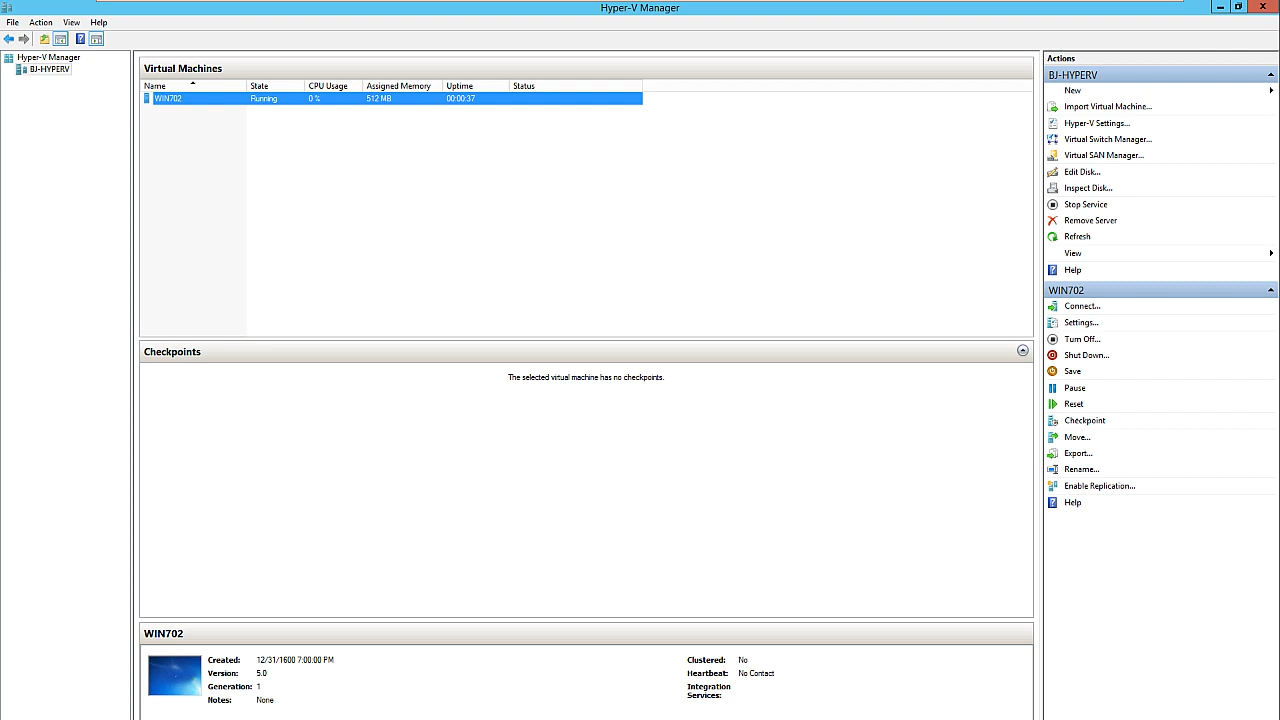 Hyper-V Manager
File Action View Help
Hyper-V Manager
BJ-HYPERV
Virtual Machines
Name State CPU Usage Assigned Memory Uptime Status
WIN702 Running 0 % 512 MB 00:00:37
Checkpoints
The selected virtual machine has no checkpoints.
WIN702
Created: 12/31/1600 7:00:00 PM
Version: 5.0
Generation: 1
Notes: None
Clustered: No
Heartbeat: No Contact
Integration
Services:
Actions
BJ-HYPERV
New
Import Virtual Machine...
Hyper-V Settings...
Virtual Switch Manager...
Virtual SAN Manager...
Edit Disk...
Inspect Disk...
Stop Service
Remove Server
Refresh
View
Help
WIN702
Connect...
Settings...
Turn Off...
Shut Down...
Save
Pause
Reset
Checkpoint
Move...
Export...
Rename...
Enable Replication...
Help